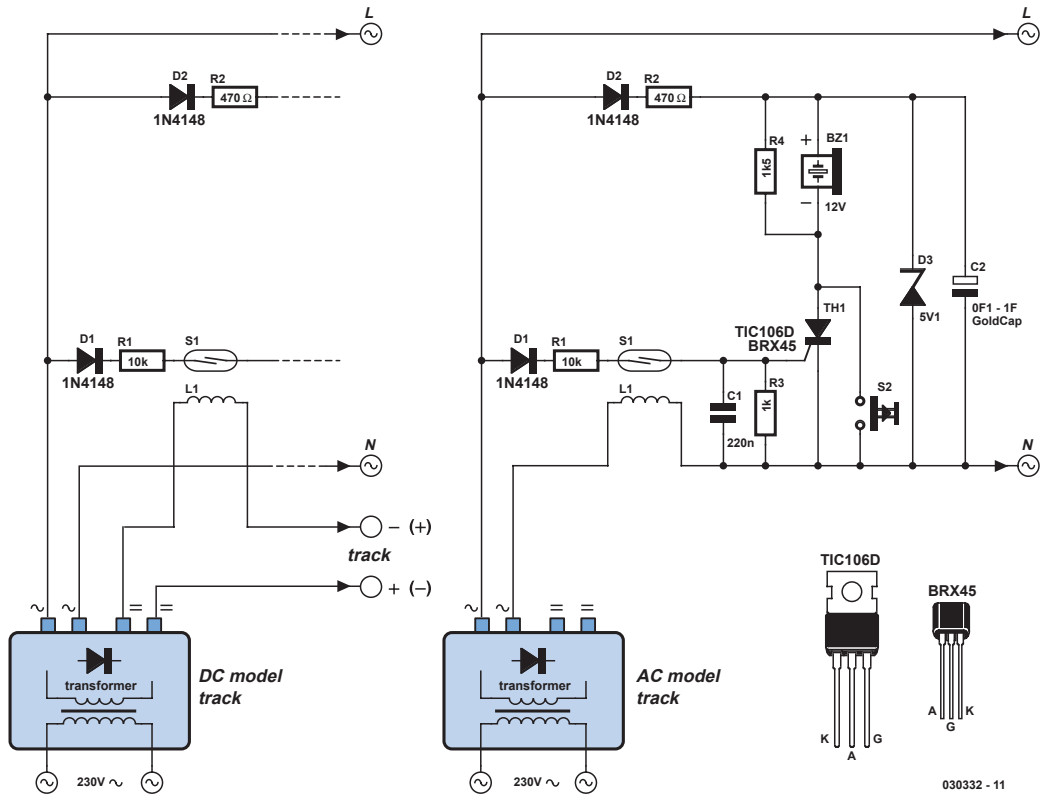 L
D2
R2
470 Ω
1N4148
D1
R1
S1
10k
1N4148
L1
N
– (+)
track
+ (–)
∼ ∼ = =
transformer
DC model
track
230V ∼
L
D2
R2
470 Ω
1N4148
R4
1k5
+
BZ1
–
12V
D3
5V1
C2
0F1 - 1F
GoldCap
TH1
TIC106D
BRX45
D1
R1
S1
10k
1N4148
L1
C1
220n
R3
1k
S2
N
∼ ∼ = =
transformer
AC model
track
230V ∼
TIC106D
K
A
G
BRX45
A
G
K
030332 - 11